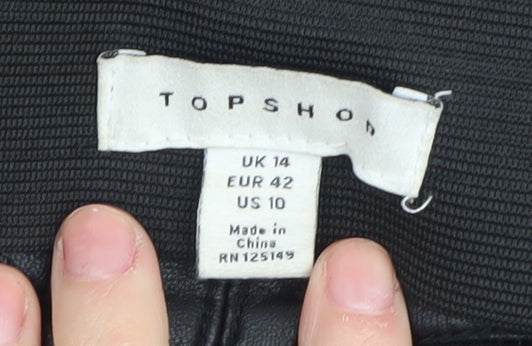 TOPSHOP
UK 14
EUR 42
US 10
Made in
China
RN125149